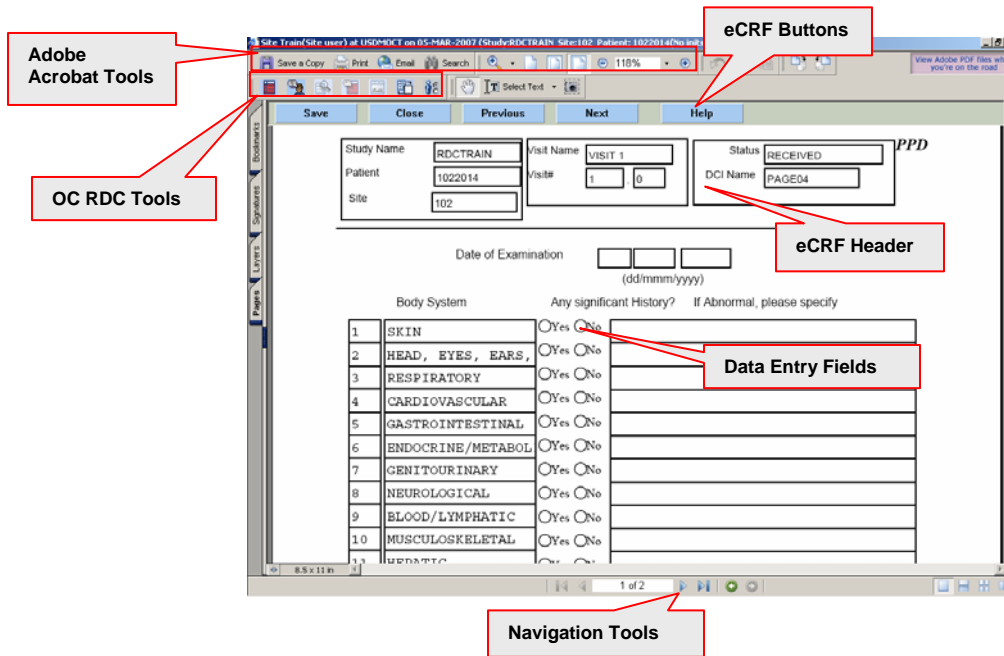 eCRF Buttons
Adobe
Acrobat Tools
Site Train(Site user) at USDMOCT on 05-MAR-2007 (Study:RDCTRAIN, Site:102, Patient: 1022014(No
Save a Copy Print Email Search 118%
View Adobe PDF files wh
you're on the road
Select Text
Save Close Previous Next Help
Bookmarks
Signatures
Layers
Pages
OC RDC Tools
Study Name RDCTRAIN Visit Name VISIT 1 Status RECEIVED PPD
Patient 1022014 Visit# 1 . 0 DCI Name PAGE04
Site 102
eCRF Header
Date of Examination
(dd/mmm/yyyy)
Body System Any significant History? If Abnormal, please specify
1 SKIN Yes No
2 HEAD, EYES, EARS, Yes No
3 RESPIRATORY Yes No
4 CARDIOVASCULAR Yes No
5 GASTROINTESTINAL Yes No
6 ENDOCRINE/METABOL Yes No
7 GENITOURINARY Yes No
8 NEUROLOGICAL Yes No
9 BLOOD/LYMPHATIC Yes No
10 MUSCULOSKELETAL Yes No
11 HEPATIC
Data Entry Fields
8.5 x 11 in
1 of 2
Navigation Tools